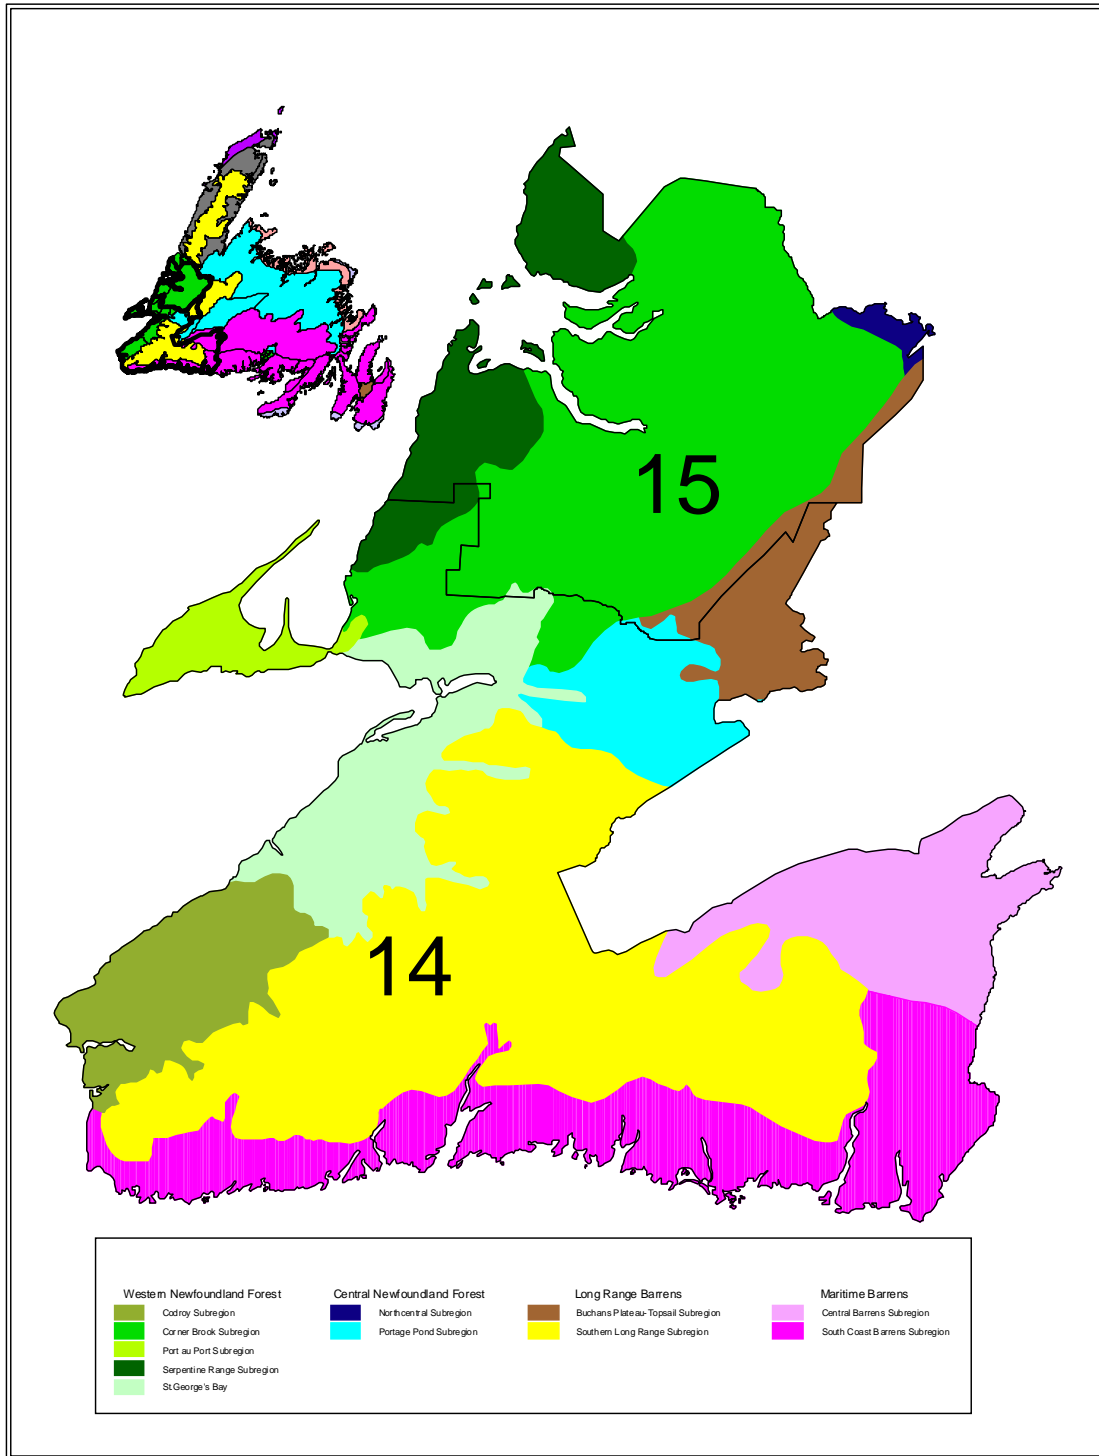 15
14
Western Newfoundland Forest Central Newfoundland Forest Long Range Barrens Maritime Barrens
Codroy Subregion Northcentral Subregion Buchans Plateau-Topsail Subregion Central Barrens Subregion
Corner Brook Subregion Portage Pond Subregion Southern Long Range Subregion South Coast Barrens Subregion
Port au Port Subregion
Serpentine Range Subregion
St.George's Bay